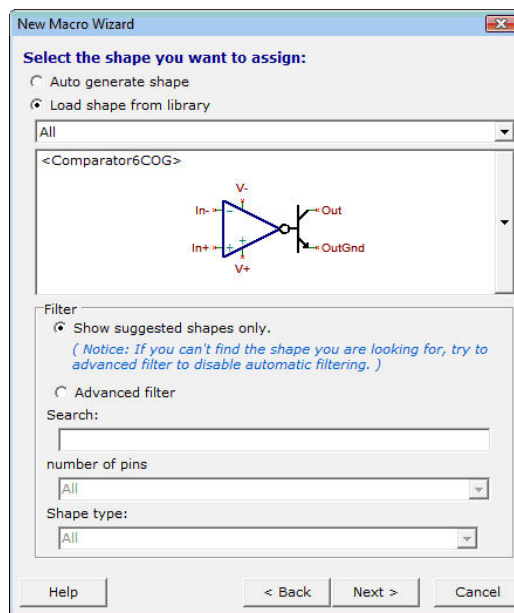 New Macro Wizard
Select the shape you want to assign:
Auto generate shape
Load shape from library
All
<Comparator6COG>
V-
In-
Out
In+
OutGnd
V+
Filter
Show suggested shapes only.
( Notice: If you can't find the shape you are looking for, try to
advanced filter to disable automatic filtering. )
Advanced filter
Search:
number of pins
All
Shape type:
All
Help
< Back
Next >
Cancel